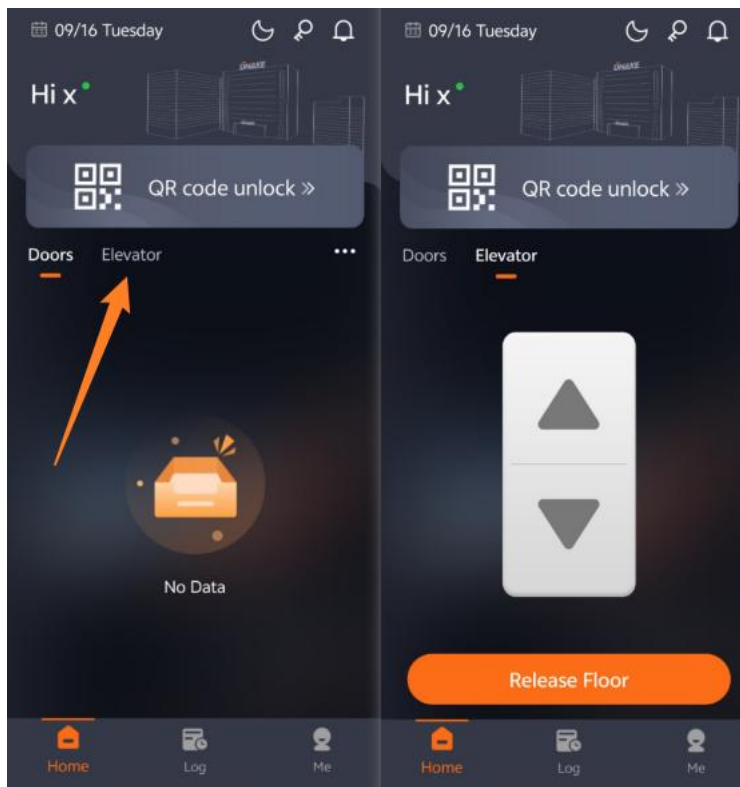 09/16 Tuesday
Hi x
QR code unlock »
Doors Elevator
No Data
Home Log Me
09/16 Tuesday
Hi x
QR code unlock »
Doors Elevator
Release Floor
Home Log Me